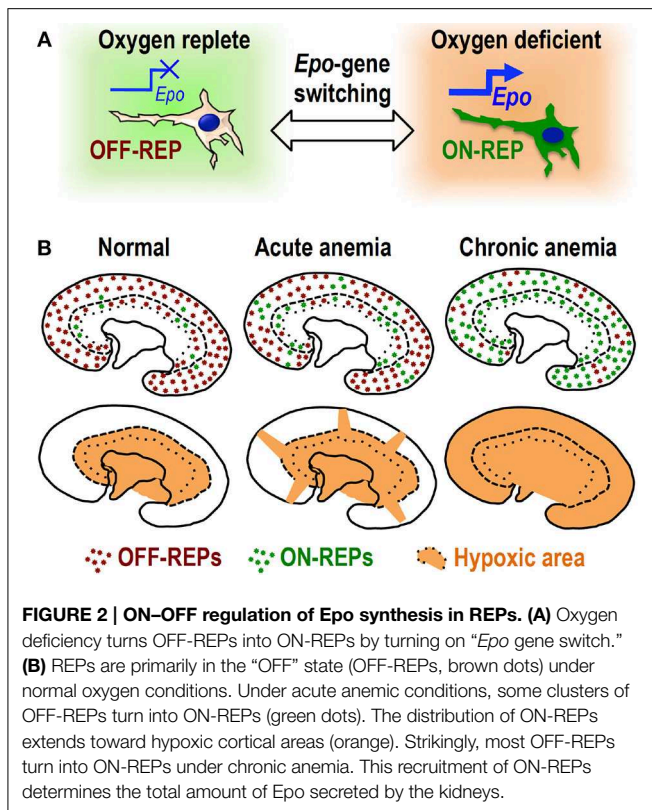 A
Oxygen replete
Oxygen deficient
Epo-gene
switching
Epo
Epo
OFF-REP
ON-REP
B
Normal
Acute anemia
Chronic anemia
OFF-REPs
ON-REPs
Hypoxic area
FIGURE 2 | ON–OFF regulation of Epo synthesis in REPs. (A) Oxygen
deficiency turns OFF-REPs into ON-REPs by turning on “Epo gene switch.”
(B) REPs are primarily in the “OFF” state (OFF-REPs, brown dots) under
normal oxygen conditions. Under acute anemic conditions, some clusters of
OFF-REPs turn into ON-REPs (green dots). The distribution of ON-REPs
extends toward hypoxic cortical areas (orange). Strikingly, most OFF-REPs
turn into ON-REPs under chronic anemia. This recruitment of ON-REPs
determines the total amount of Epo secreted by the kidneys.